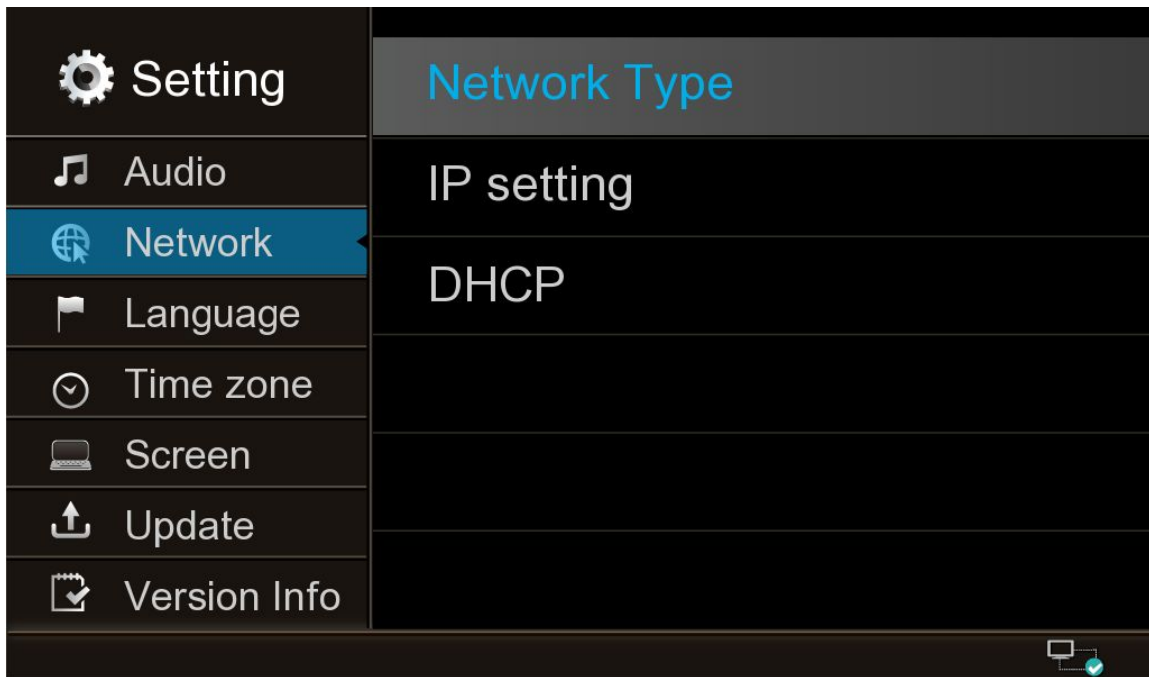 Setting
Audio
Network
Language
Time zone
Screen
Update
Version Info
Network Type
IP setting
DHCP